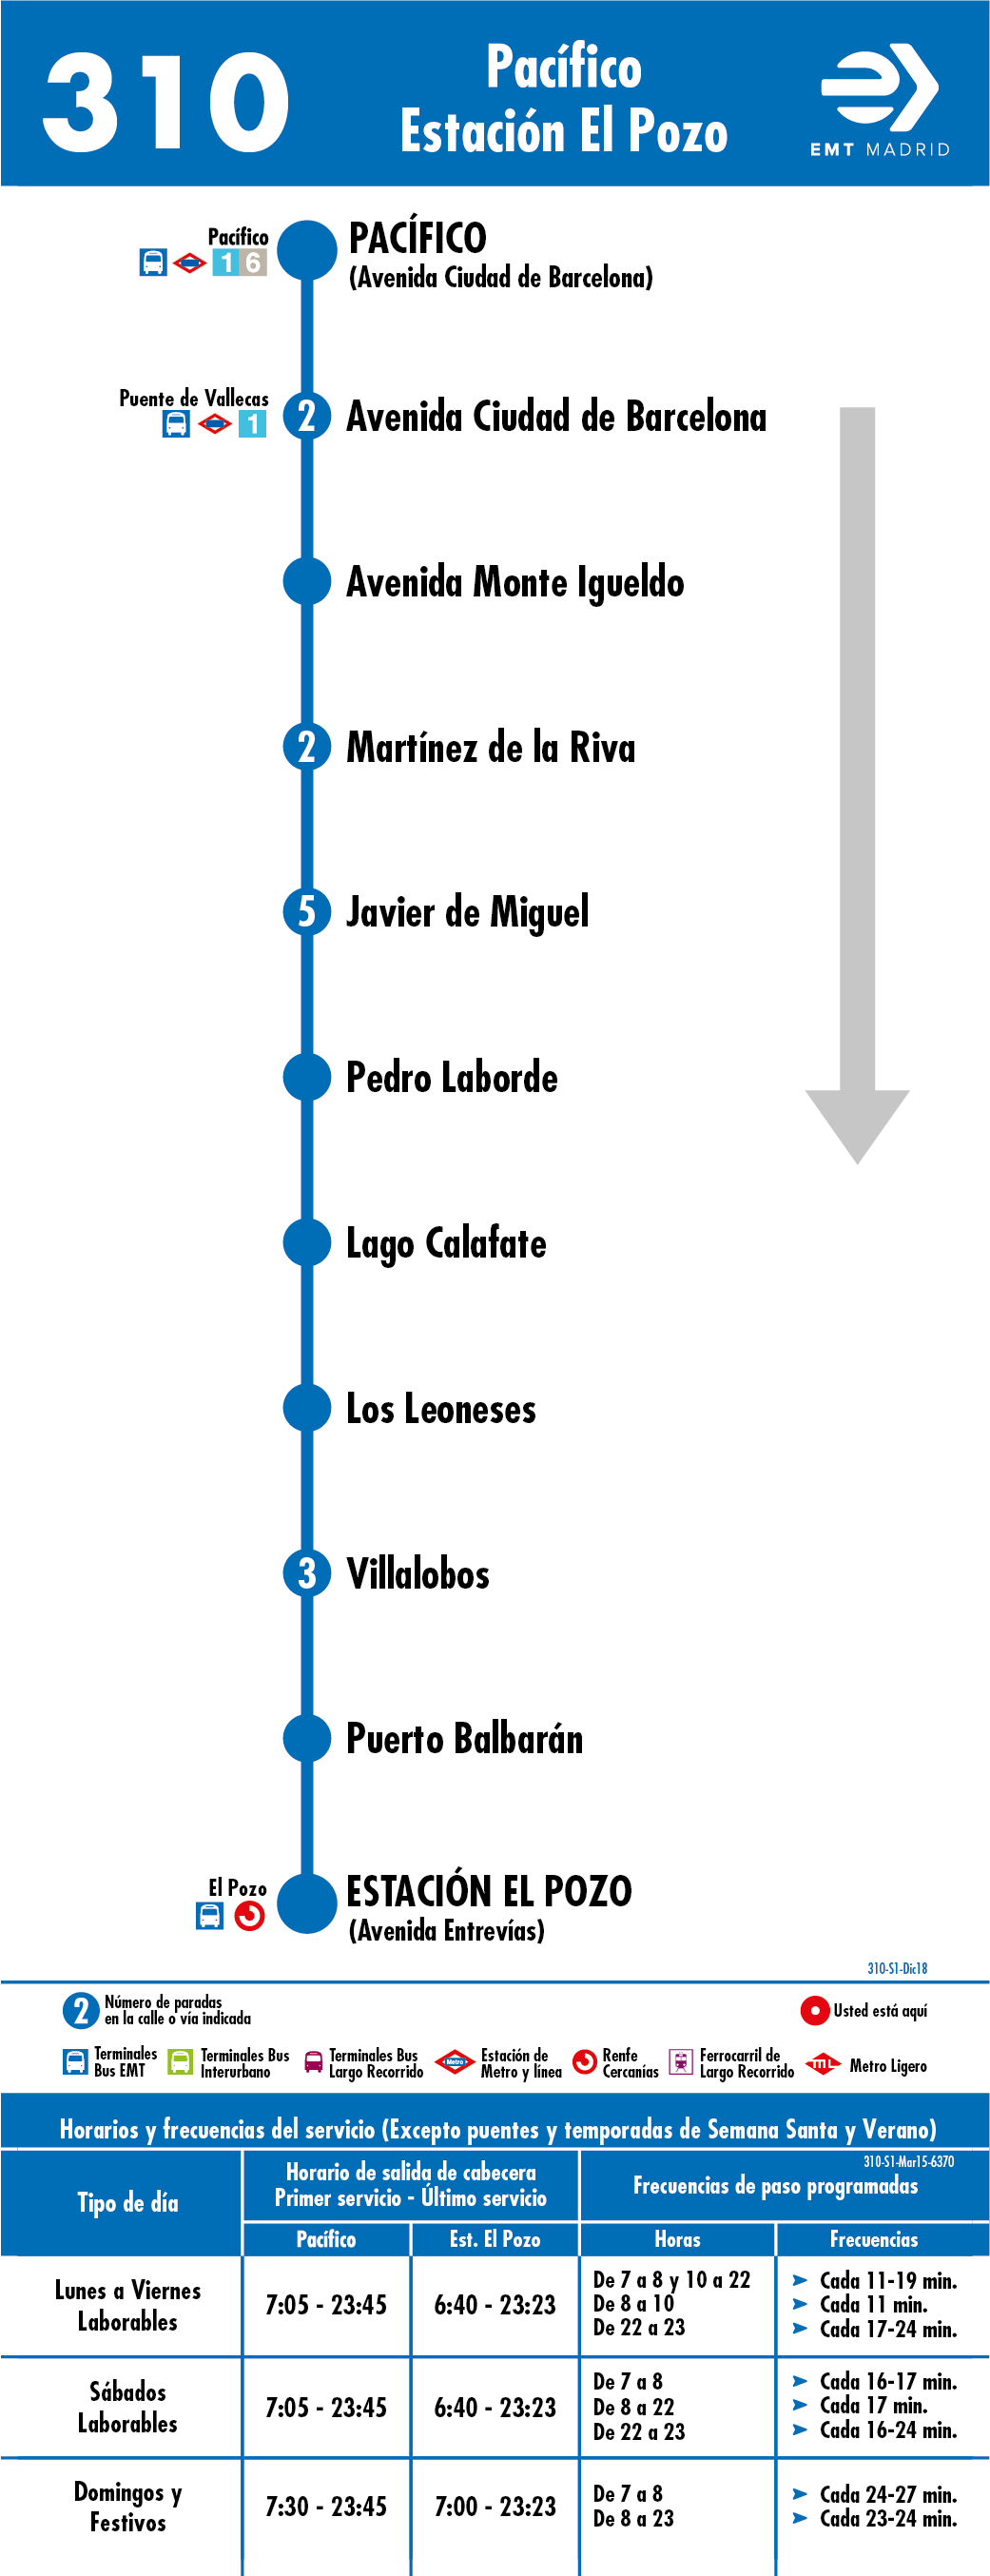 310
Pacífico
Estación El Pozo
EMT MADRID
Pacífico
1 6
PACÍFICO
(Avenida Ciudad de Barcelona)
Puente de Vallecas
1
2
Avenida Ciudad de Barcelona
Avenida Monte Igueldo
2
Martínez de la Riva
5
Javier de Miguel
Pedro Laborde
Lago Calafate
Los Leoneses
3
Villalobos
Puerto Balbarán
El Pozo
ESTACIÓN EL POZO
(Avenida Entrevías)
310-S1-Dic18
2
Número de paradas
en la calle o vía indicada
Usted está aquí
Terminales
Bus EMT
Terminales Bus
Interurbano
Terminales Bus
Largo Recorrido
Metro
Estación de
Metro y línea
Renfe
Cercanías
Ferrocarril de
Largo Recorrido
ML
Metro Ligero
Horarios y frecuencias del servicio (Excepto puentes y temporadas de Semana Santa y Verano)
310-S1-Mar15-6370
Tipo de día
Horario de salida de cabecera
Primer servicio - Último servicio
Frecuencias de paso programadas
Pacífico
Est. El Pozo
Horas
Frecuencias
Lunes a Viernes
Laborables
7:05 - 23:45
6:40 - 23:23
De 7 a 8 y 10 a 22
De 8 a 10
De 22 a 23
Cada 11-19 min.
Cada 11 min.
Cada 17-24 min.
Sábados
Laborables
7:05 - 23:45
6:40 - 23:23
De 7 a 8
De 8 a 22
De 22 a 23
Cada 16-17 min.
Cada 17 min.
Cada 16-24 min.
Domingos y
Festivos
7:30 - 23:45
7:00 - 23:23
De 7 a 8
De 8 a 23
Cada 24-27 min.
Cada 23-24 min.